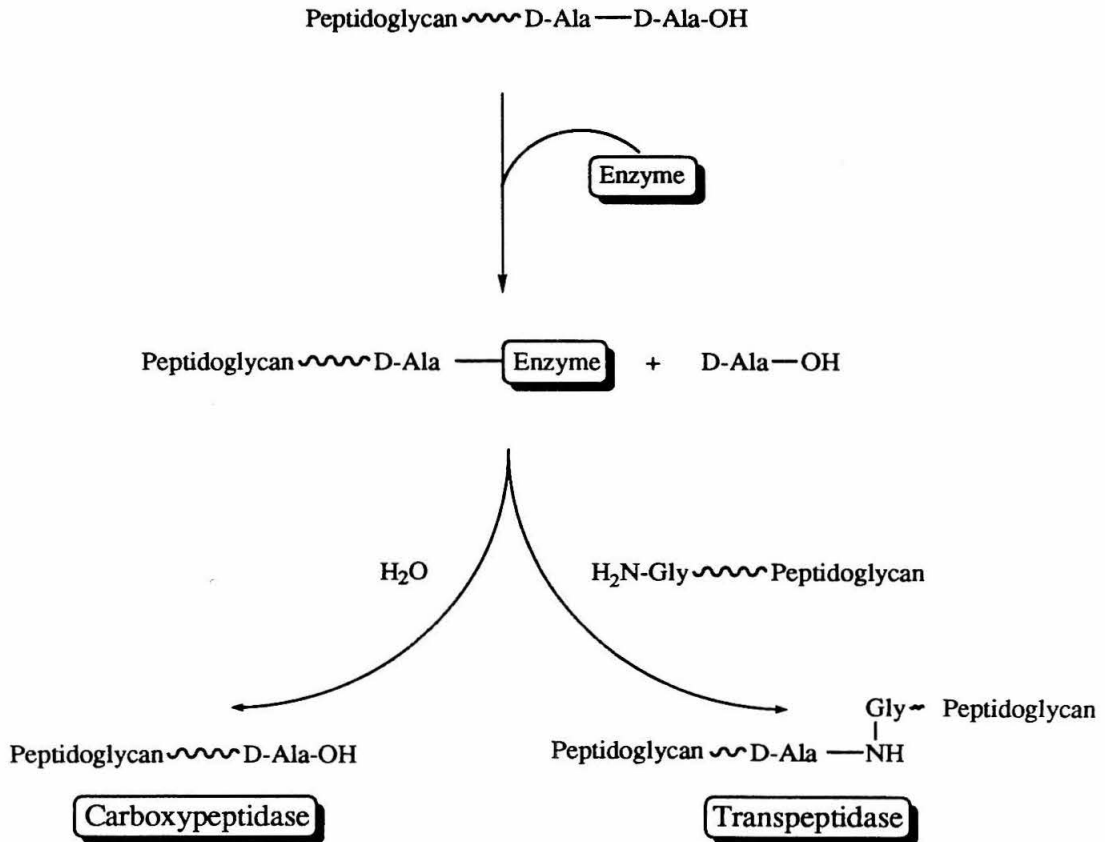 Peptidoglycan D-Ala — D-Ala-OH
Enzyme
Peptidoglycan D-Ala — Enzyme + D-Ala — OH
H₂O
H₂N-Gly Peptidoglycan
Gly Peptidoglycan
Peptidoglycan D-Ala-OH
Peptidoglycan D-Ala — NH
Carboxypeptidase
Transpeptidase